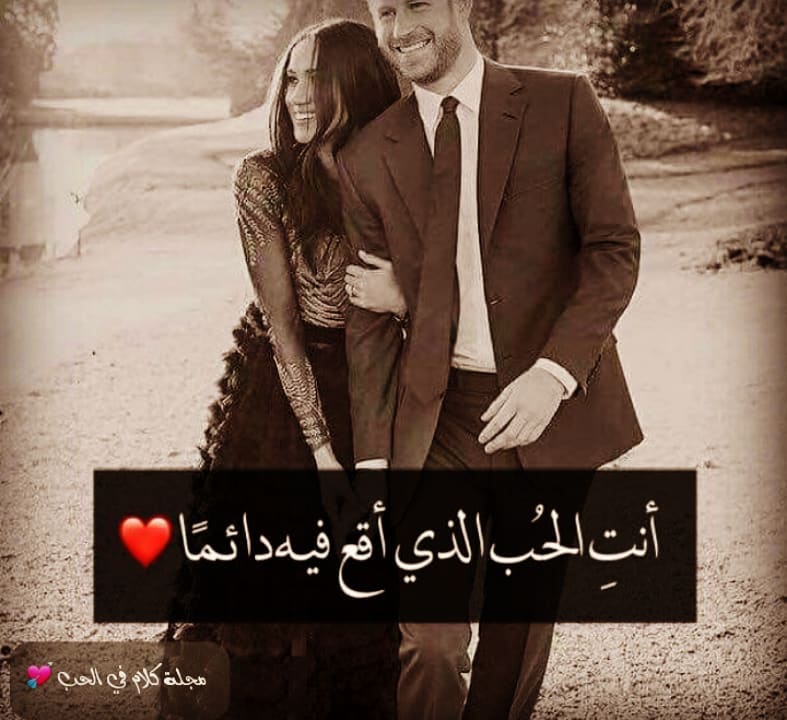 أنتِ الحُب الذي أقع فيه دائمًا ❤️
مجلة كلام في الحب 💘